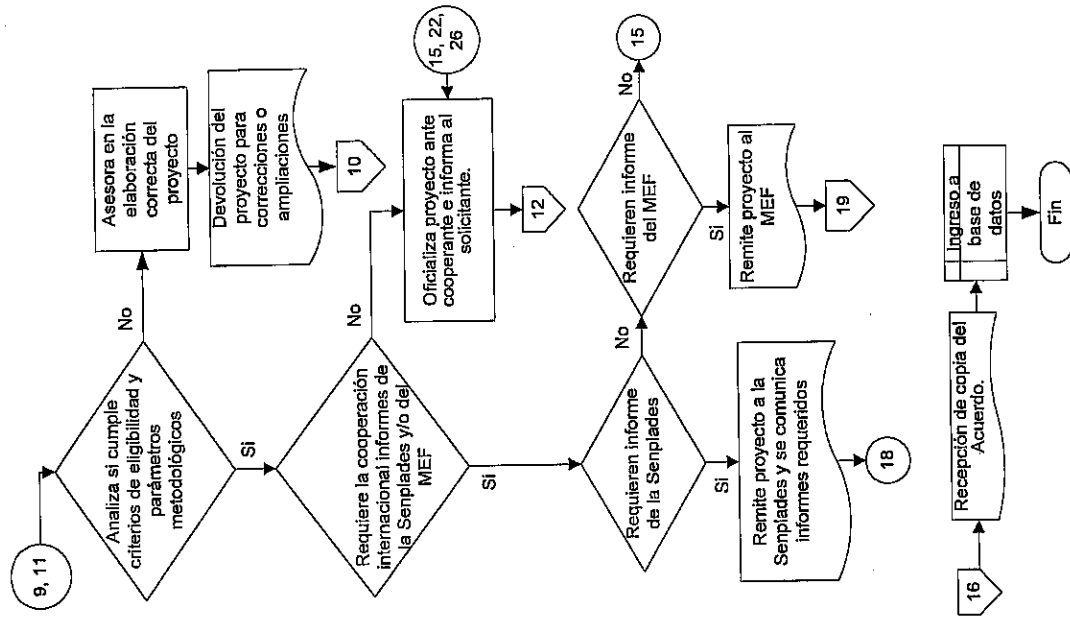 9, 11
Analiza si cumple
criterios de eligibilidad y
parámetros
metodológicos
No
Asesora en la
elaboración
correcta del
proyecto
Devolución del
proyecto para
correcciones o
ampliaciones
10
Si
Requiere la cooperación
internacional informes de
la Senplades y/o del
MEF
No
15, 22,
26
Oficializa proyecto ante
cooperante e informa al
solicitante.
12
Si
Requieren informe
de la Senplades
No
Requieren informe
del MEF
No
15
Si
Remite proyecto a la
Senplades y se comunica
informes requeridos
18
Si
Remite proyecto al
MEF
19
16
Recepción de copia del
Acuerdo.
Ingreso a
base de
datos
Fin